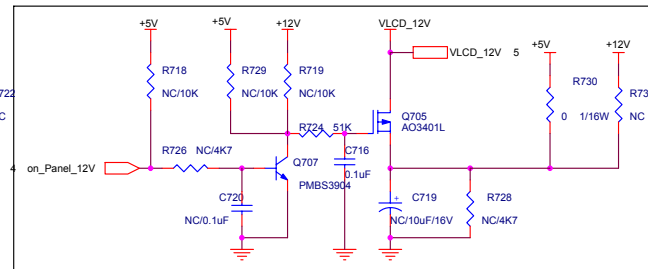 +5V
+5V
+12V
VLCD_12V
VLCD_12V 5
+5V
+12V
R718
NC/10K
R729
NC/10K
R719
NC/10K
R730
0 1/16W
R73
NC
722
C
Q705
AO3401L
R724 51K
C716
0.1uF
R726 NC/4K7
4 on_Panel_12V
Q707
PMBS3904
C720
NC/0.1uF
C719
NC/10uF/16V
R728
NC/4K7